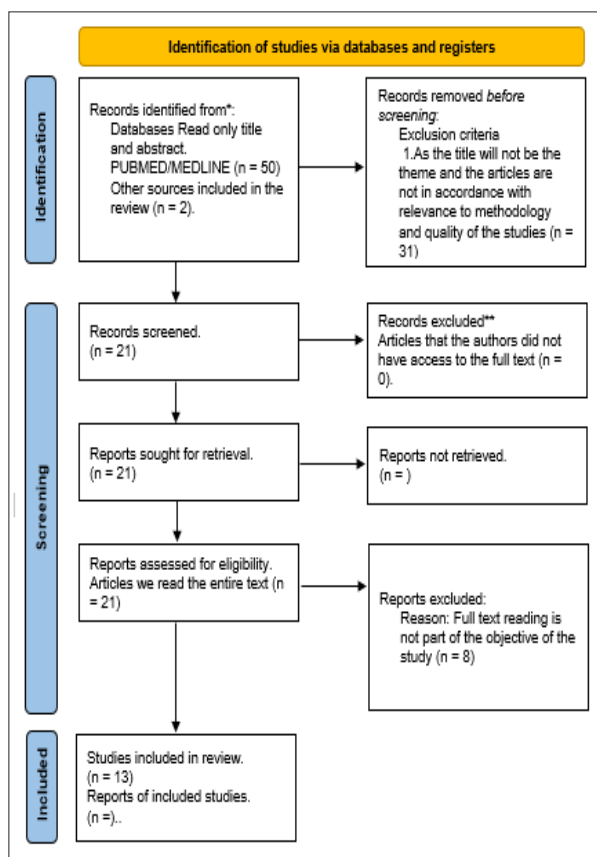 Identification of studies via databases and registers
Identification
Records identified from*:
Databases Read only title
and abstract.
PUBMED/MEDLINE (n = 50)
Other sources included in the
review (n = 2).
Records removed before
screening:
Exclusion criteria
1.As the title will not be the
theme and the articles are
not in accordance with
relevance to methodology
and quality of the studies (n =
31)
Screening
Records screened.
(n = 21)
Records excluded**
Articles that the authors did not
have access to the full text (n =
0).
Reports sought for retrieval.
(n = 21)
Reports not retrieved.
(n = )
Reports assessed for eligibility.
Articles we read the entire text (n
= 21)
Reports excluded:
Reason: Full text reading is
not part of the objective of the
study (n = 8)
Included
Studies included in review.
(n = 13)
Reports of included studies.
(n =)..